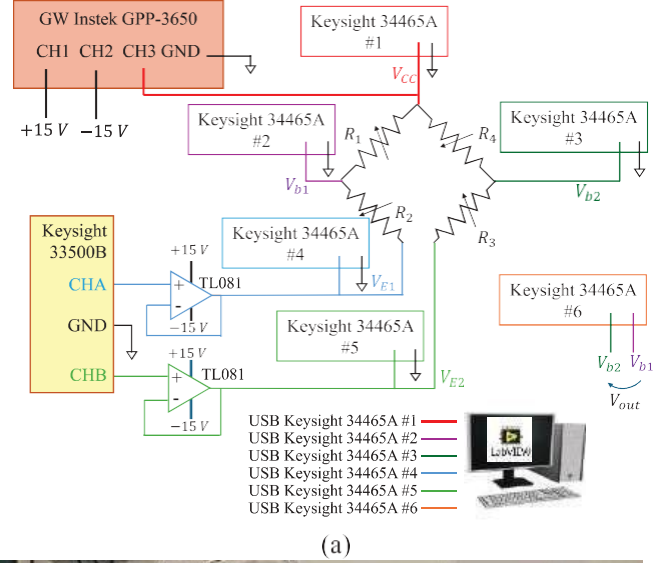 GW Instek GPP-3650
CH1 CH2 CH3 GND
+15 V −15 V
Keysight 34465A
#1
V_CC
Keysight 34465A
#2
V_b1
Keysight 34465A
#3
V_b2
R_1
R_4
R_2
R_3
Keysight
33500B
CHA
GND
CHB
+15 V
TL081
+
-
−15 V
+15 V
TL081
+
-
−15 V
Keysight 34465A
#4
V_E1
Keysight 34465A
#5
V_E2
Keysight 34465A
#6
V_b2 V_b1
V_out
USB Keysight 34465A #1
USB Keysight 34465A #2
USB Keysight 34465A #3
USB Keysight 34465A #4
USB Keysight 34465A #5
USB Keysight 34465A #6
LabVIEW
(a)